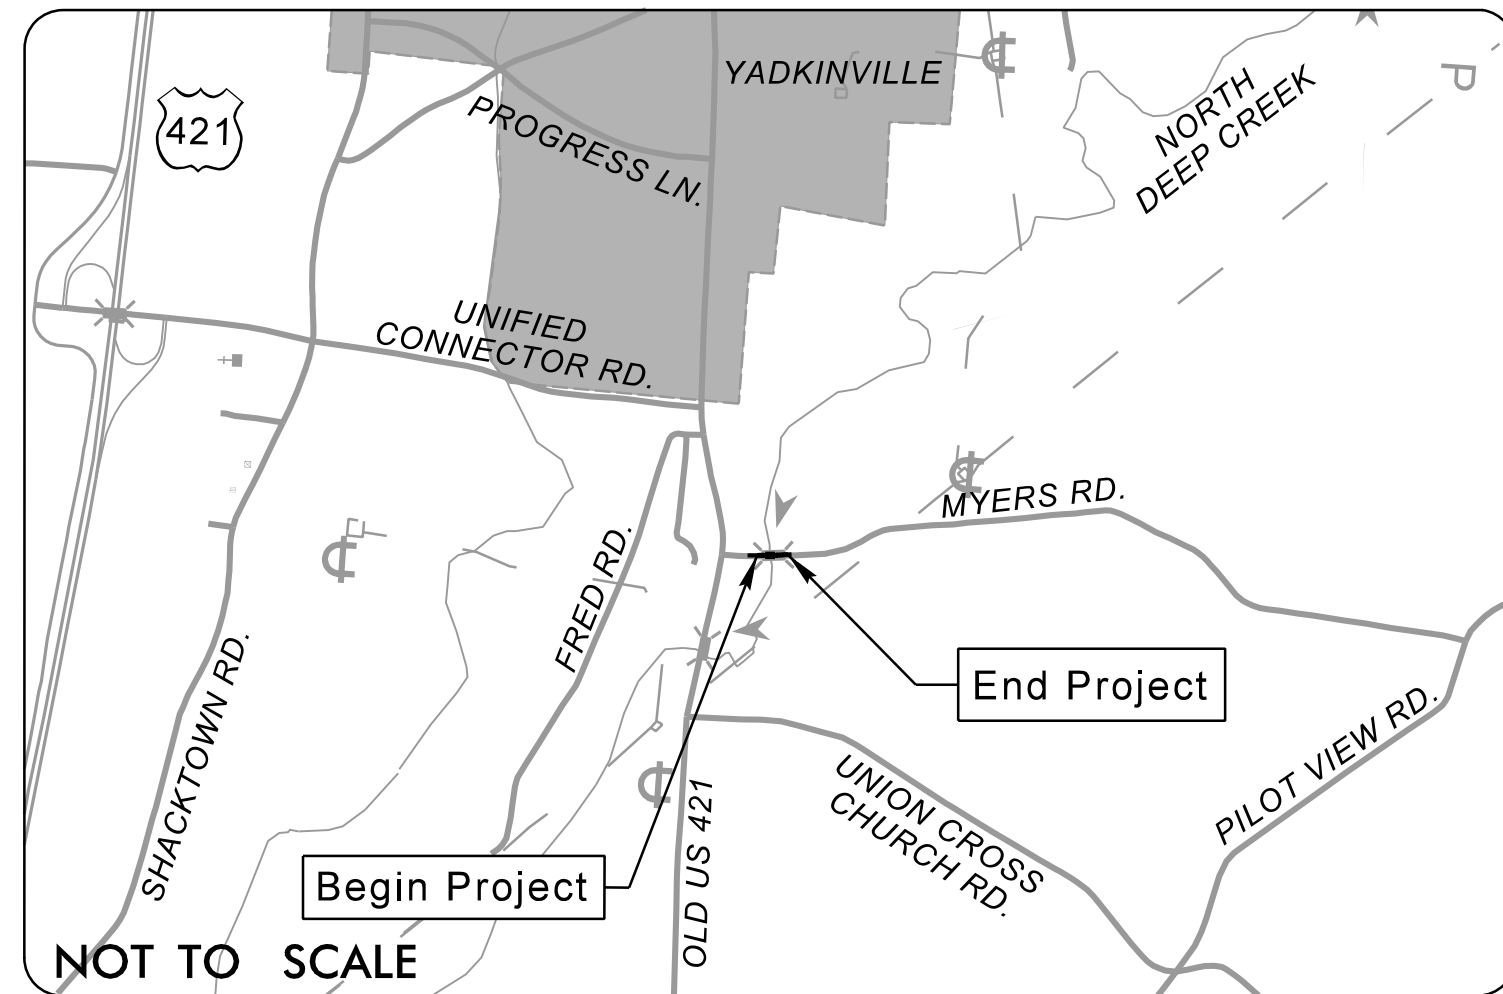 YADKINVILLE
421
NORTH
DEEP CREEK
P
PROGRESS LN.
UNIFIED
CONNECTOR RD.
MYERS RD.
FRED RD.
SHACKTOWN RD.
End Project
PILOT VIEW RD.
UNION CROSS
CHURCH RD.
OLD US 421
Begin Project
NOT TO SCALE